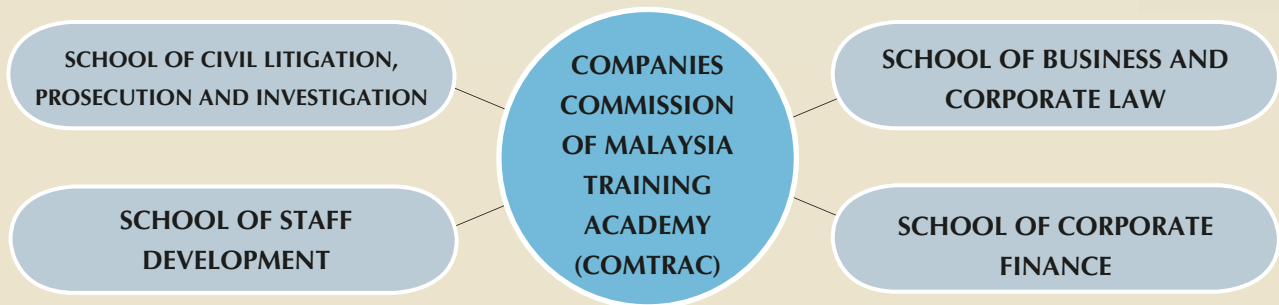 SCHOOL OF CIVIL LITIGATION,
PROSECUTION AND INVESTIGATION
SCHOOL OF STAFF
DEVELOPMENT
COMPANIES
COMMISSION
OF MALAYSIA
TRAINING
ACADEMY
(COMTRAC)
SCHOOL OF BUSINESS AND
CORPORATE LAW
SCHOOL OF CORPORATE
FINANCE